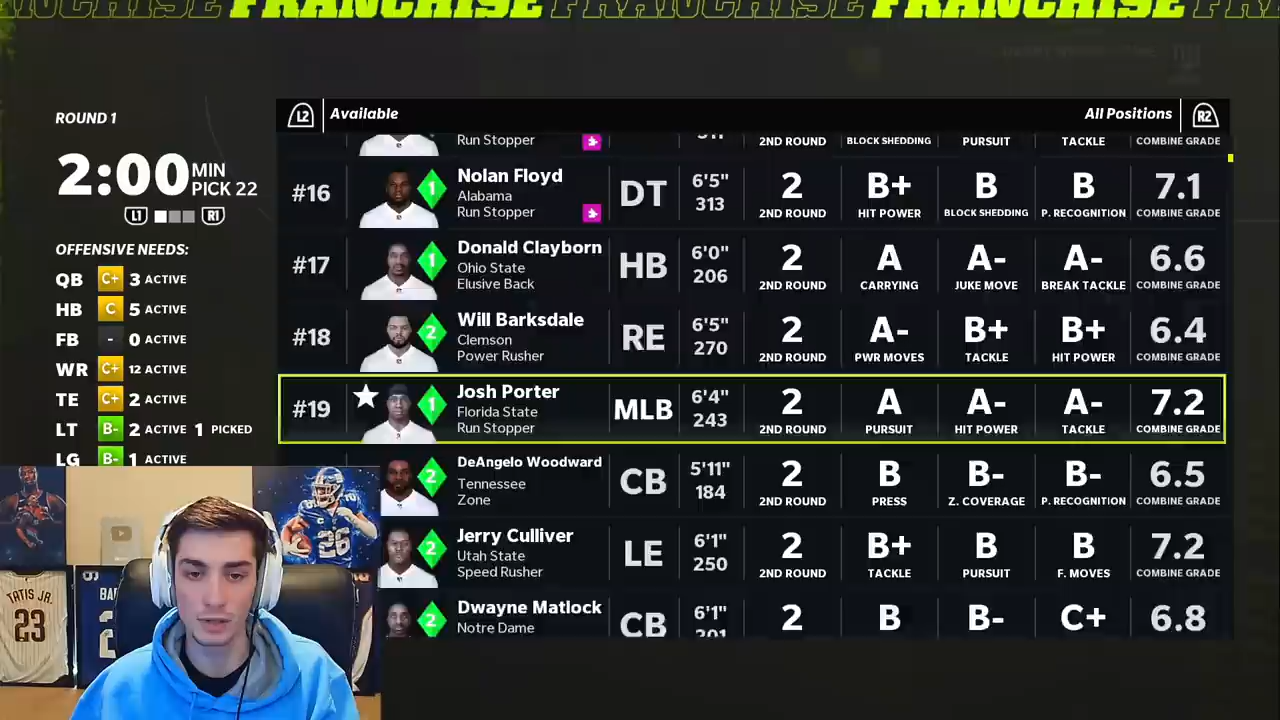 FRANCHISE FRANCHISE FRANCHISE
ROUND 1
2:00 MIN
PICK 22
L1 R1
OFFENSIVE NEEDS:
QB C+ 3 ACTIVE
HB C 5 ACTIVE
FB - 0 ACTIVE
WR C+ 12 ACTIVE
TE C+ 2 ACTIVE
LT B- 2 ACTIVE 1 PICKED
LG B- 1 ACTIVE
L2 Available All Positions R2
Run Stopper 2ND ROUND BLOCK SHEDDING PURSUIT TACKLE COMBINE GRADE
#16 1 Nolan Floyd DT 6'5" 2 B+ B B 7.1
Alabama
Run Stopper 313 2ND ROUND HIT POWER BLOCK SHEDDING P. RECOGNITION COMBINE GRADE
#17 1 Donald Clayborn HB 6'0" 2 A A- A- 6.6
Ohio State
Elusive Back 206 2ND ROUND CARRYING JUKE MOVE BREAK TACKLE COMBINE GRADE
#18 2 Will Barksdale RE 6'5" 2 A- B+ B+ 6.4
Clemson
Power Rusher 270 2ND ROUND PWR MOVES TACKLE HIT POWER COMBINE GRADE
#19 1 Josh Porter MLB 6'4" 2 A A- A- 7.2
Florida State
Run Stopper 243 2ND ROUND PURSUIT HIT POWER TACKLE COMBINE GRADE
2 DeAngelo Woodward CB 5'11" 2 B B- B- 6.5
Tennessee
Zone 184 2ND ROUND PRESS Z. COVERAGE P. RECOGNITION COMBINE GRADE
2 Jerry Culliver LE 6'1" 2 B+ B B 7.2
Utah State
Speed Rusher 250 2ND ROUND TACKLE PURSUIT F. MOVES COMBINE GRADE
2 Dwayne Matlock CB 6'1" 2 B B- C+ 6.8
Notre Dame 201
26
TATIS JR.
23